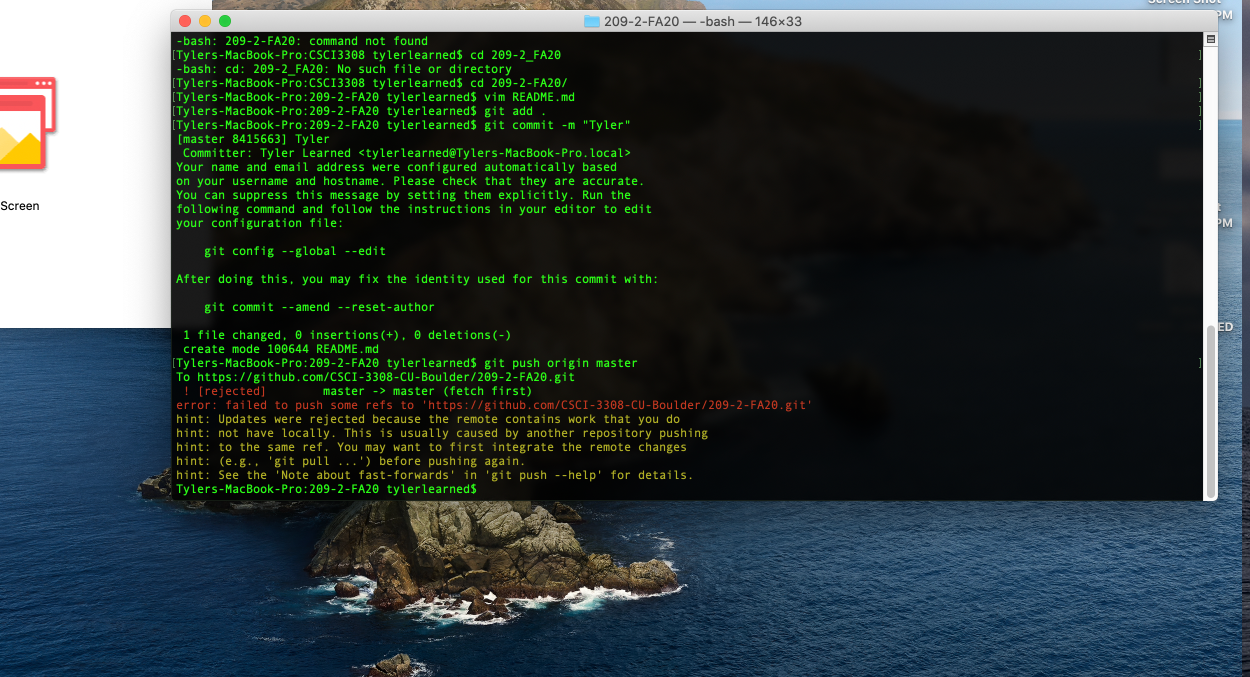 Screen Shot
PM
209-2-FA20 — -bash — 146×33
-bash: 209-2-FA20: command not found
[Tylers-MacBook-Pro:CSCI3308 tylerlearned$ cd 209-2_FA20 ]
-bash: cd: 209-2_FA20: No such file or directory
[Tylers-MacBook-Pro:CSCI3308 tylerlearned$ cd 209-2-FA20/ ]
[Tylers-MacBook-Pro:209-2-FA20 tylerlearned$ vim README.md ]
[Tylers-MacBook-Pro:209-2-FA20 tylerlearned$ git add . ]
[Tylers-MacBook-Pro:209-2-FA20 tylerlearned$ git commit -m "Tyler" ]
[master 8415663] Tyler
Committer: Tyler Learned <tylerlearned@Tylers-MacBook-Pro.local>
Your name and email address were configured automatically based
on your username and hostname. Please check that they are accurate.
You can suppress this message by setting them explicitly. Run the
following command and follow the instructions in your editor to edit
your configuration file:
git config --global --edit
After doing this, you may fix the identity used for this commit with:
git commit --amend --reset-author
1 file changed, 0 insertions(+), 0 deletions(-)
create mode 100644 README.md
[Tylers-MacBook-Pro:209-2-FA20 tylerlearned$ git push origin master ]
To https://github.com/CSCI-3308-CU-Boulder/209-2-FA20.git
! [rejected] master -> master (fetch first)
error: failed to push some refs to 'https://github.com/CSCI-3308-CU-Boulder/209-2-FA20.git'
hint: Updates were rejected because the remote contains work that you do
hint: not have locally. This is usually caused by another repository pushing
hint: to the same ref. You may want to first integrate the remote changes
hint: (e.g., 'git pull ...') before pushing again.
hint: See the 'Note about fast-forwards' in 'git push --help' for details.
Tylers-MacBook-Pro:209-2-FA20 tylerlearned$
Screen
t
PM
ED